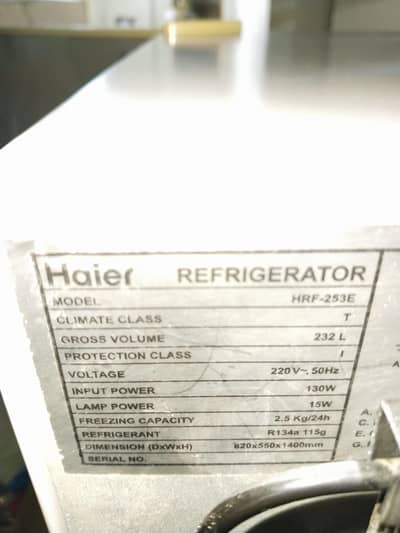 Haier REFRIGERATOR
MODEL HRF-253E
CLIMATE CLASS T
GROSS VOLUME 232 L
PROTECTION CLASS I
VOLTAGE 220V~, 50Hz
INPUT POWER 130W
LAMP POWER 15W
FREEZING CAPACITY 2.5 Kg/24h
REFRIGERANT R134a 115g
DIMENSION (DxWxH) 620x550x1400mm
SERIAL NO.
A.
C.
E.
G.